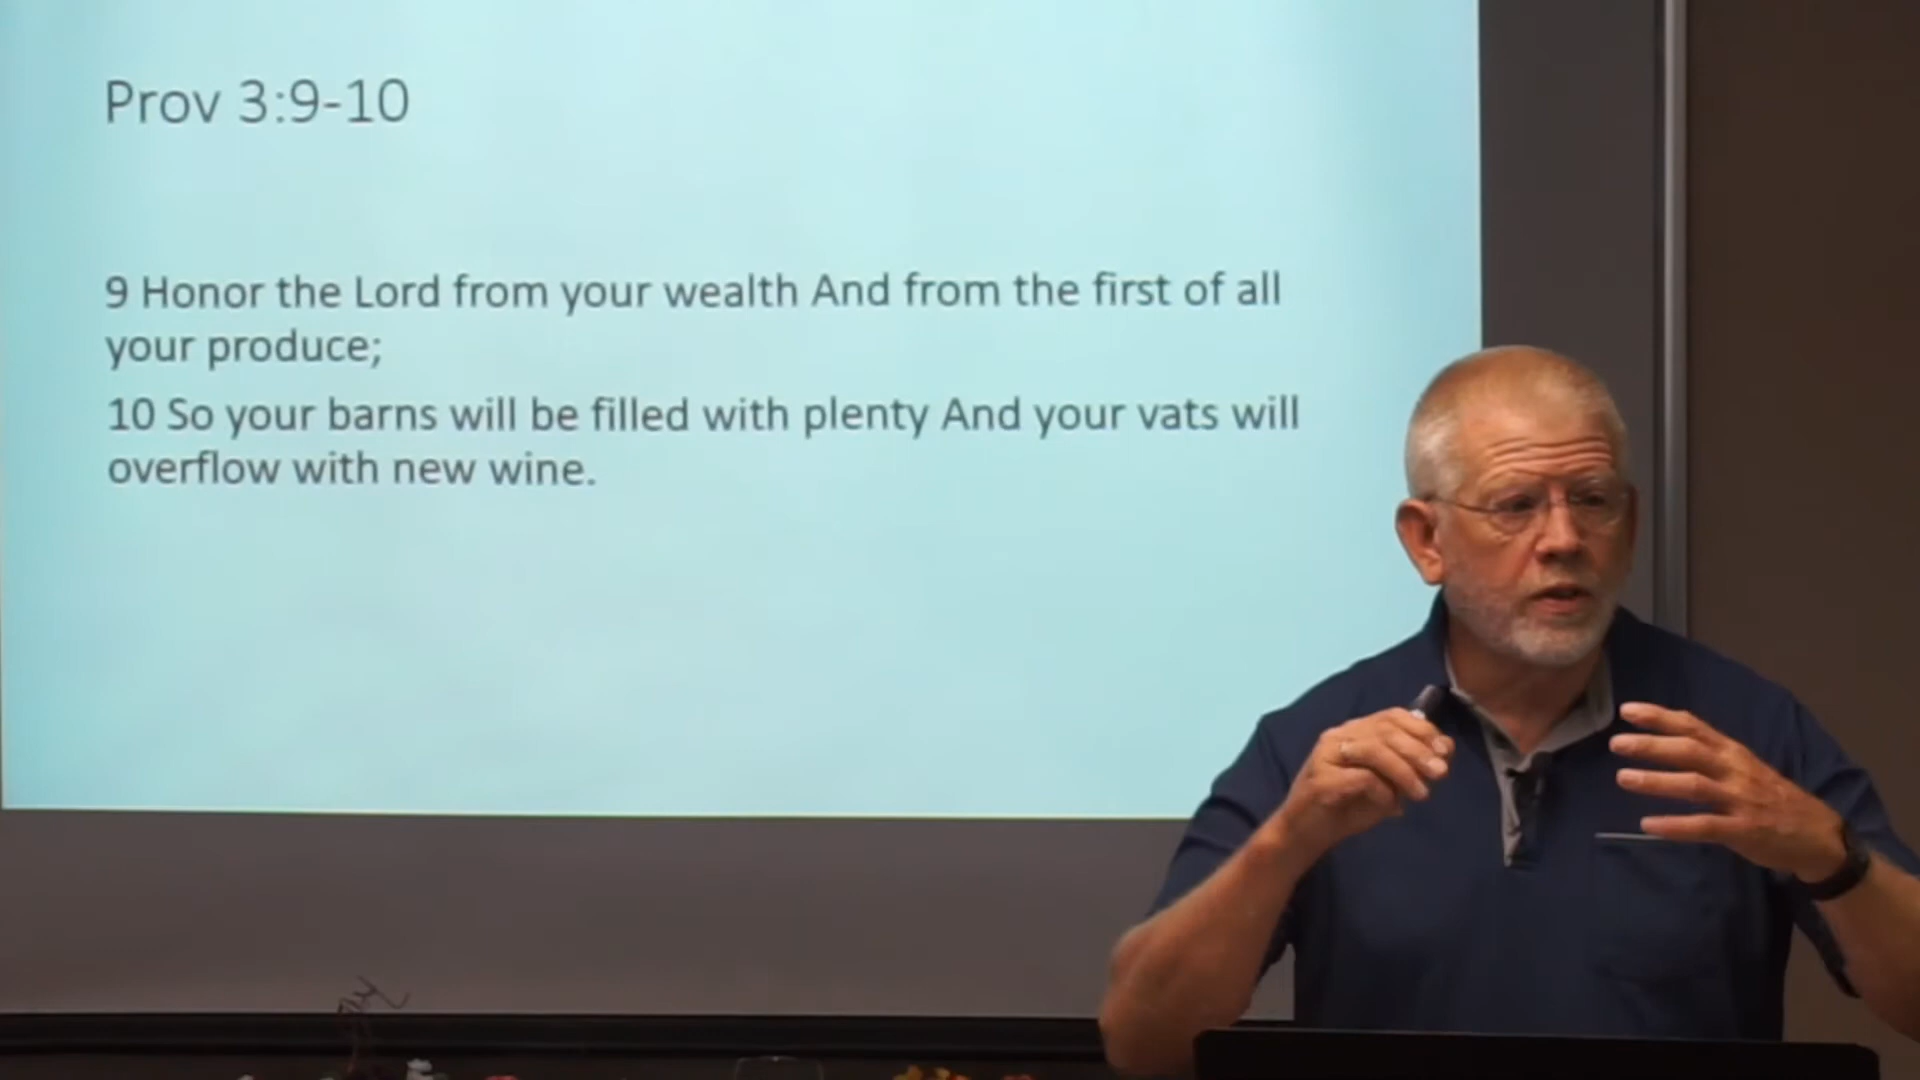 Prov 3:9-10
9 Honor the Lord from your wealth And from the first of all
your produce;
10 So your barns will be filled with plenty And your vats will
overflow with new wine.